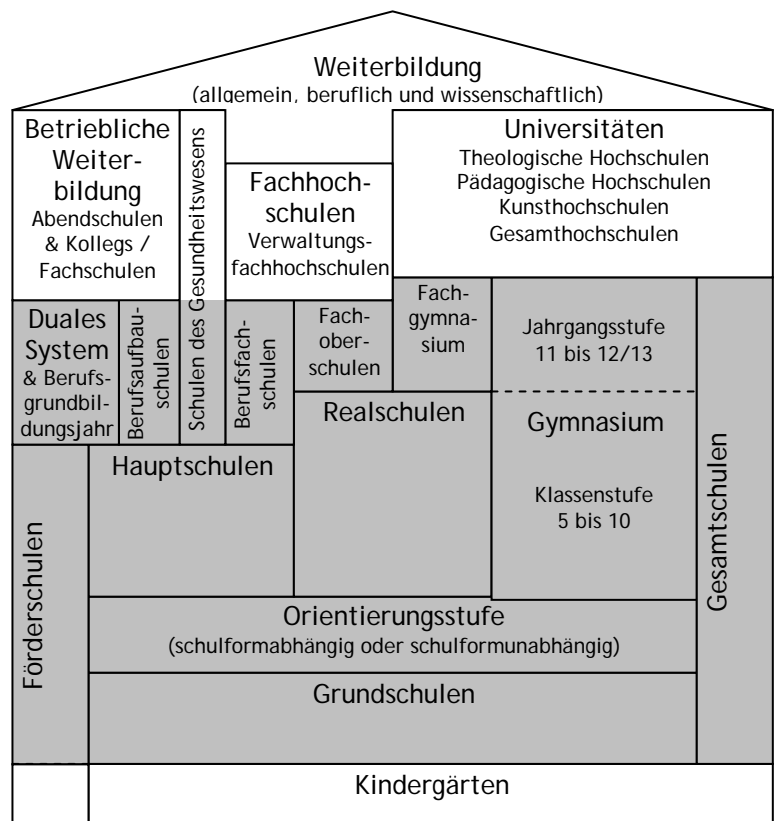 Weiterbildung
(allgemein, beruflich und wissenschaftlich)
Betriebliche
Weiter-
bildung
Abendschulen
& Kollegs /
Fachschulen
Schulen des Gesundheitswesens
Fachhoch-
schulen
Verwaltungs-
fachhochschulen
Universitäten
Theologische Hochschulen
Pädagogische Hochschulen
Kunsthochschulen
Gesamthochschulen
Duales
System
& Berufs-
grundbil-
dungsjahr
Berufsaufbau-
schulen
Berufsfach-
schulen
Fach-
ober-
schulen
Fach-
gymna-
sium
Jahrgangsstufe
11 bis 12/13
Gymnasium
Klassenstufe
5 bis 10
Realschulen
Hauptschulen
Gesamtschulen
Förderschulen
Orientierungsstufe
(schulformabhängig oder schulformunabhängig)
Grundschulen
Kindergärten